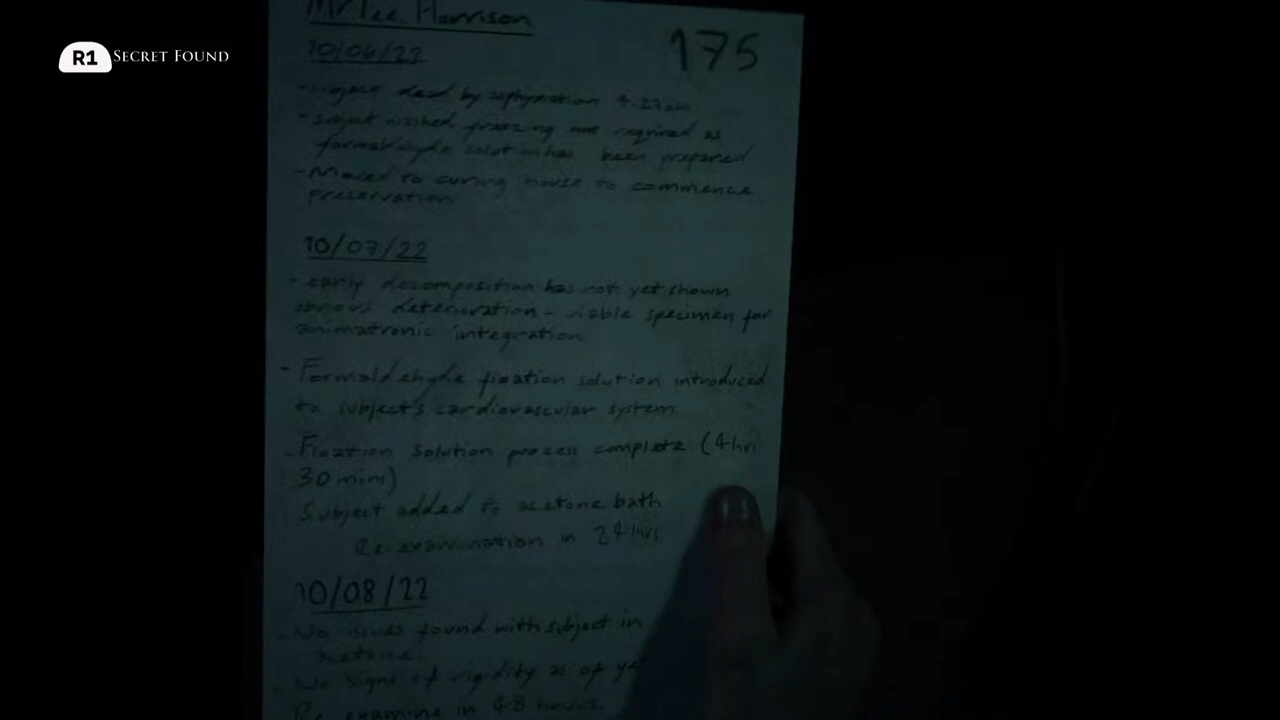 R1 SECRET FOUND
Mr Lee, Harrison
175
10/06/22
- subject dead by asphyxiation 4.27am
- subject washed, freezing not required as
formaldehyde solution has been prepared
- Moved to curing house to commence
preservation.
10/07/22
- early decomposition has not yet shown
obvious deterioration - viable specimen for
animatronic integration.
- Formaldehyde fixation solution introduced
to subject's cardiovascular system.
- Fixation solution process complete (4hrs
30 mins)
Subject added to acetone bath
Re-examination in 24hrs
10/08/22
- No issues found with subject in
acetone.
- No signs of rigidity as of ye
Re examine in 48 hours.